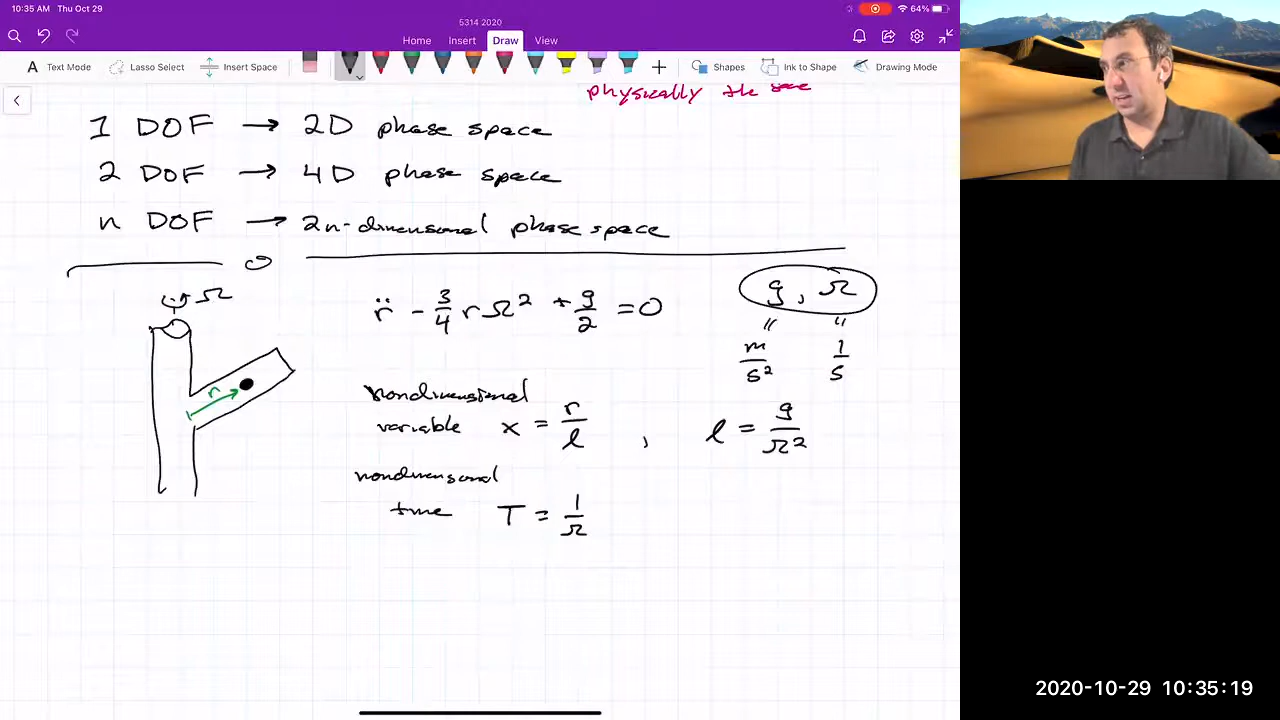 10:35 AM Thu Oct 29
64%
5314 2020
Home Insert Draw View
Text Mode Lasso Select Insert Space Shapes Ink to Shape Drawing Mode
physically the same
1 DOF → 2D phase space
2 DOF → 4D phase space
n DOF → 2n-dimensional phase space
Ω
r̈ - 3/4 r Ω² + g/2 = 0
g, Ω
" "
m/s² 1/s
r
nondimensional
variable x = r/l , l = g/Ω²
nondimensional
time T = 1/Ω
2020-10-29 10:35:19